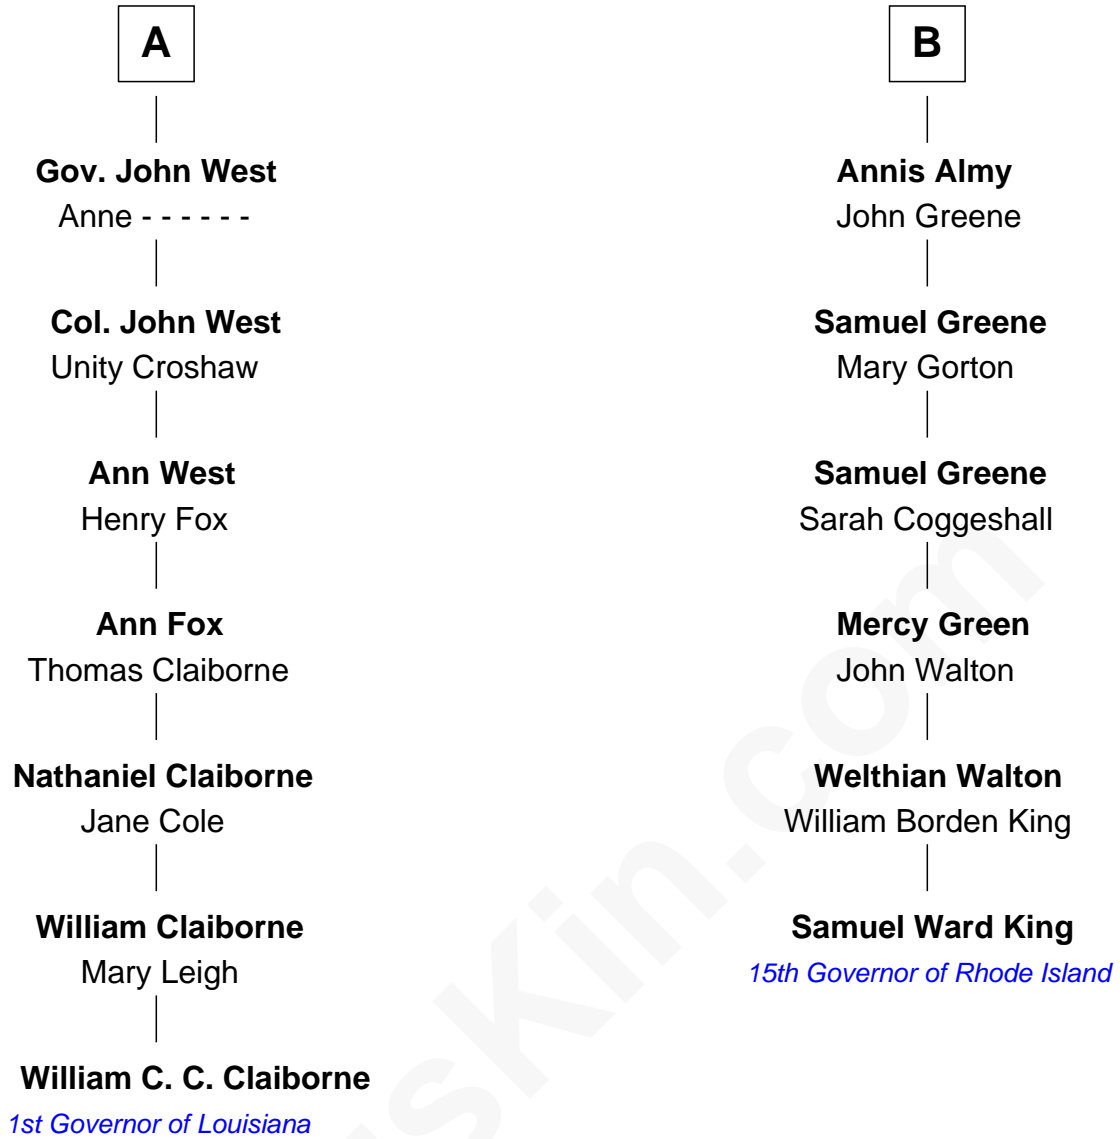 A
Gov. John West
Anne - - - - - -
Col. John West
Unity Croshaw
Ann West
Henry Fox
Ann Fox
Thomas Claiborne
Nathaniel Claiborne
Jane Cole
William Claiborne
Mary Leigh
William C. C. Claiborne
1st Governor of Louisiana
B
Annis Almy
John Greene
Samuel Greene
Mary Gorton
Samuel Greene
Sarah Coggeshall
Mercy Green
John Walton
Welthian Walton
William Borden King
Samuel Ward King
15th Governor of Rhode Island
sKin.com